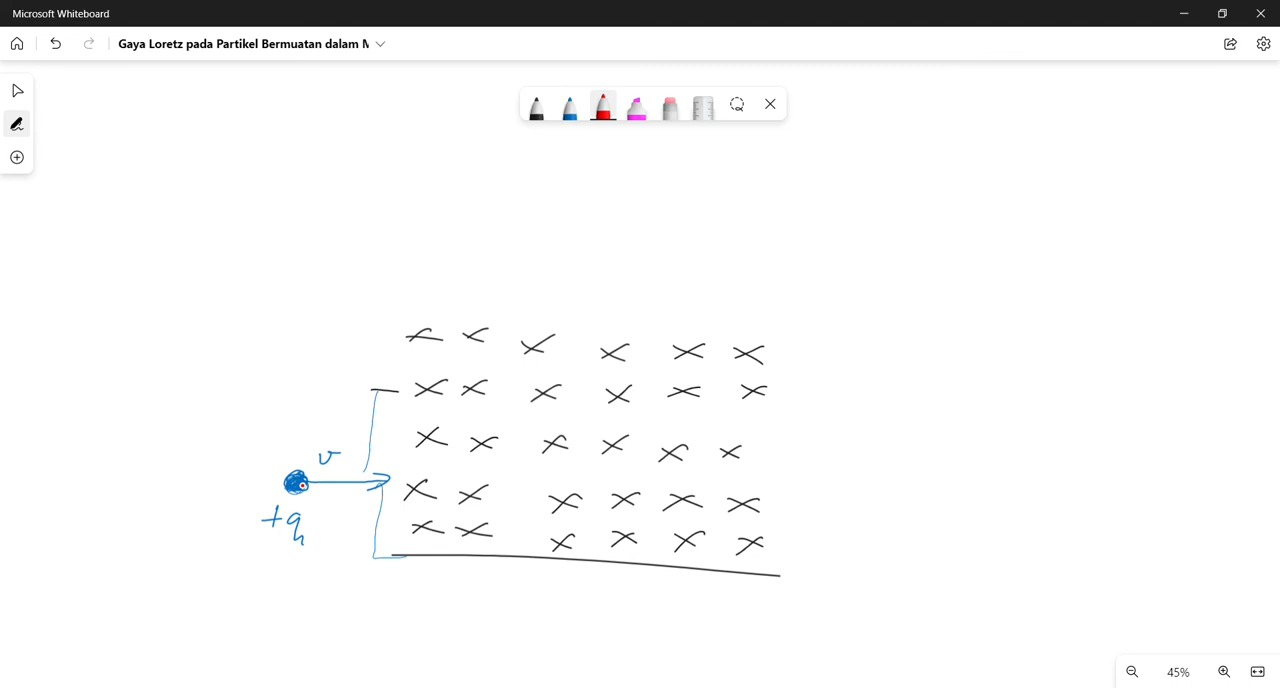 Microsoft Whiteboard
Gaya Loretz pada Partikel Bermuatan dalam M
v
+q
45%